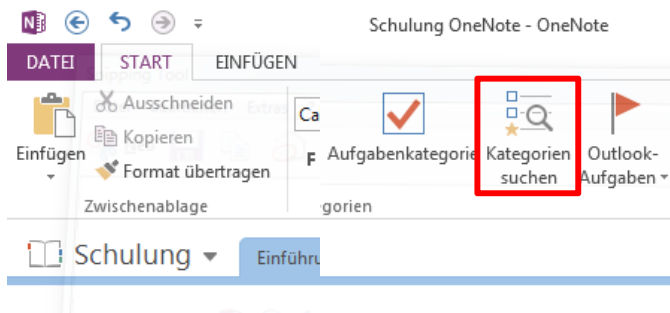 Schulung OneNote - OneNote
DATEI START EINFÜGEN
Ausschneiden
Kopieren
Format übertragen
Einfügen
Ca
F
Aufgabenkategorie
Kategorien suchen
Outlook-Aufgaben
Zwischenablage
gorien
Schulung
Einführu